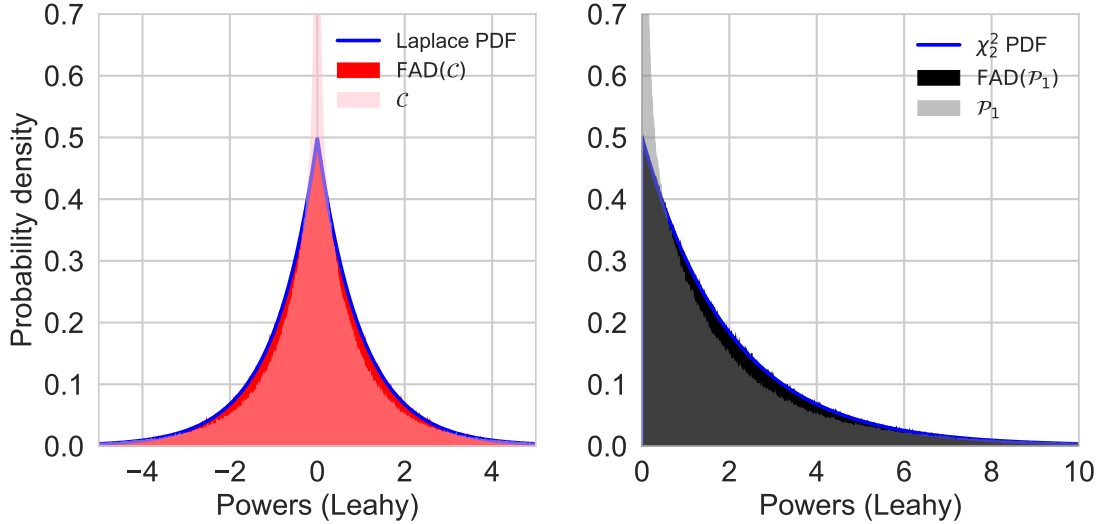 Probability density
0.7
0.6
0.5
0.4
0.3
0.2
0.1
0.0
−4 −2 0 2 4
Powers (Leahy)
Laplace PDF
FAD(𝒞)
𝒞
0.7
0.6
0.5
0.4
0.3
0.2
0.1
0.0
0 2 4 6 8 10
Powers (Leahy)
χ₂² PDF
FAD(𝒫₁)
𝒫₁